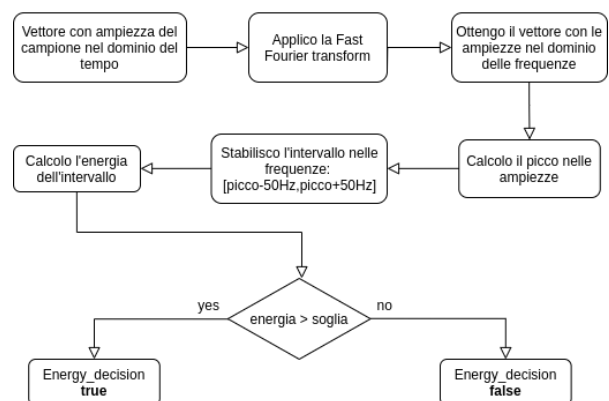 Vettore con ampiezza del
campione nel dominio del
tempo
Applico la Fast
Fourier transform
Ottengo il vettore con le
ampiezze nel dominio
delle frequenze
Calcolo il picco nelle
ampiezze
Stabilisco l'intervallo nelle
frequenze:
[picco-50Hz,picco+50Hz]
Calcolo l'energia
dell'intervallo
energia > soglia
yes
no
Energy_decision
true
Energy_decision
false